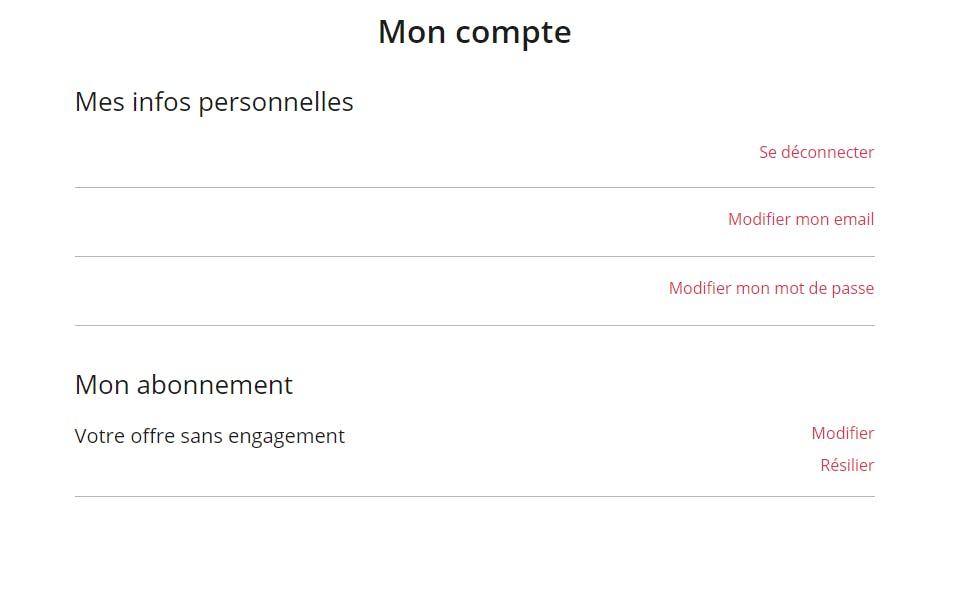 Mon compte
Mes infos personnelles
Se déconnecter
Modifier mon email
Modifier mon mot de passe
Mon abonnement
Votre offre sans engagement
Modifier
Résilier